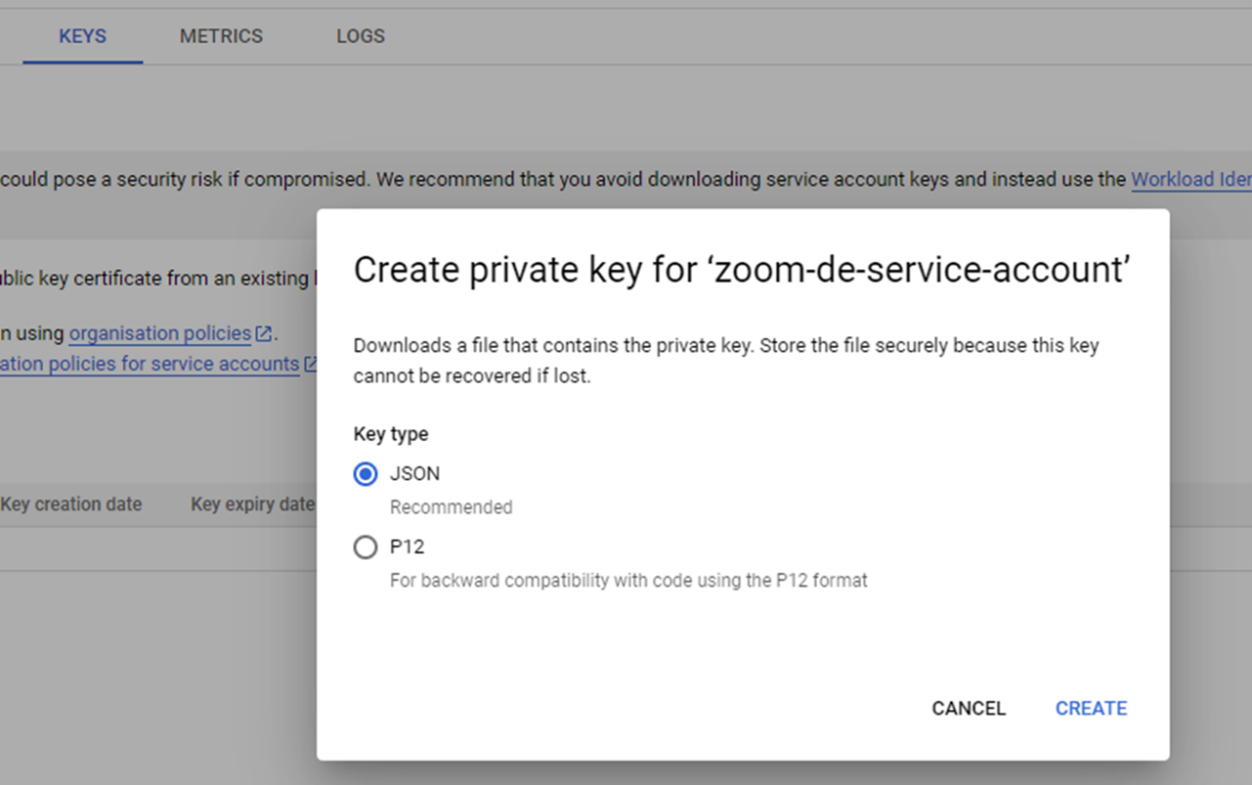 KEYS METRICS LOGS
could pose a security risk if compromised. We recommend that you avoid downloading service account keys and instead use the Workload
Create private key for ‘zoom-de-service-account’
public key certificate from an existing
n using organisation policies.
ation policies for service accounts
Downloads a file that contains the private key. Store the file securely because this key
cannot be recovered if lost.
Key type
JSON
Recommended
Key creation date Key expiry date
P12
For backward compatibility with code using the P12 format
CANCEL CREATE